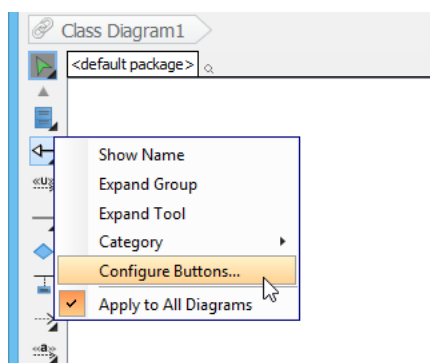 Class Diagram1
<default package>
Show Name
Expand Group
«U»
Expand Tool
Category
Configure Buttons...
Apply to All Diagrams
«a»